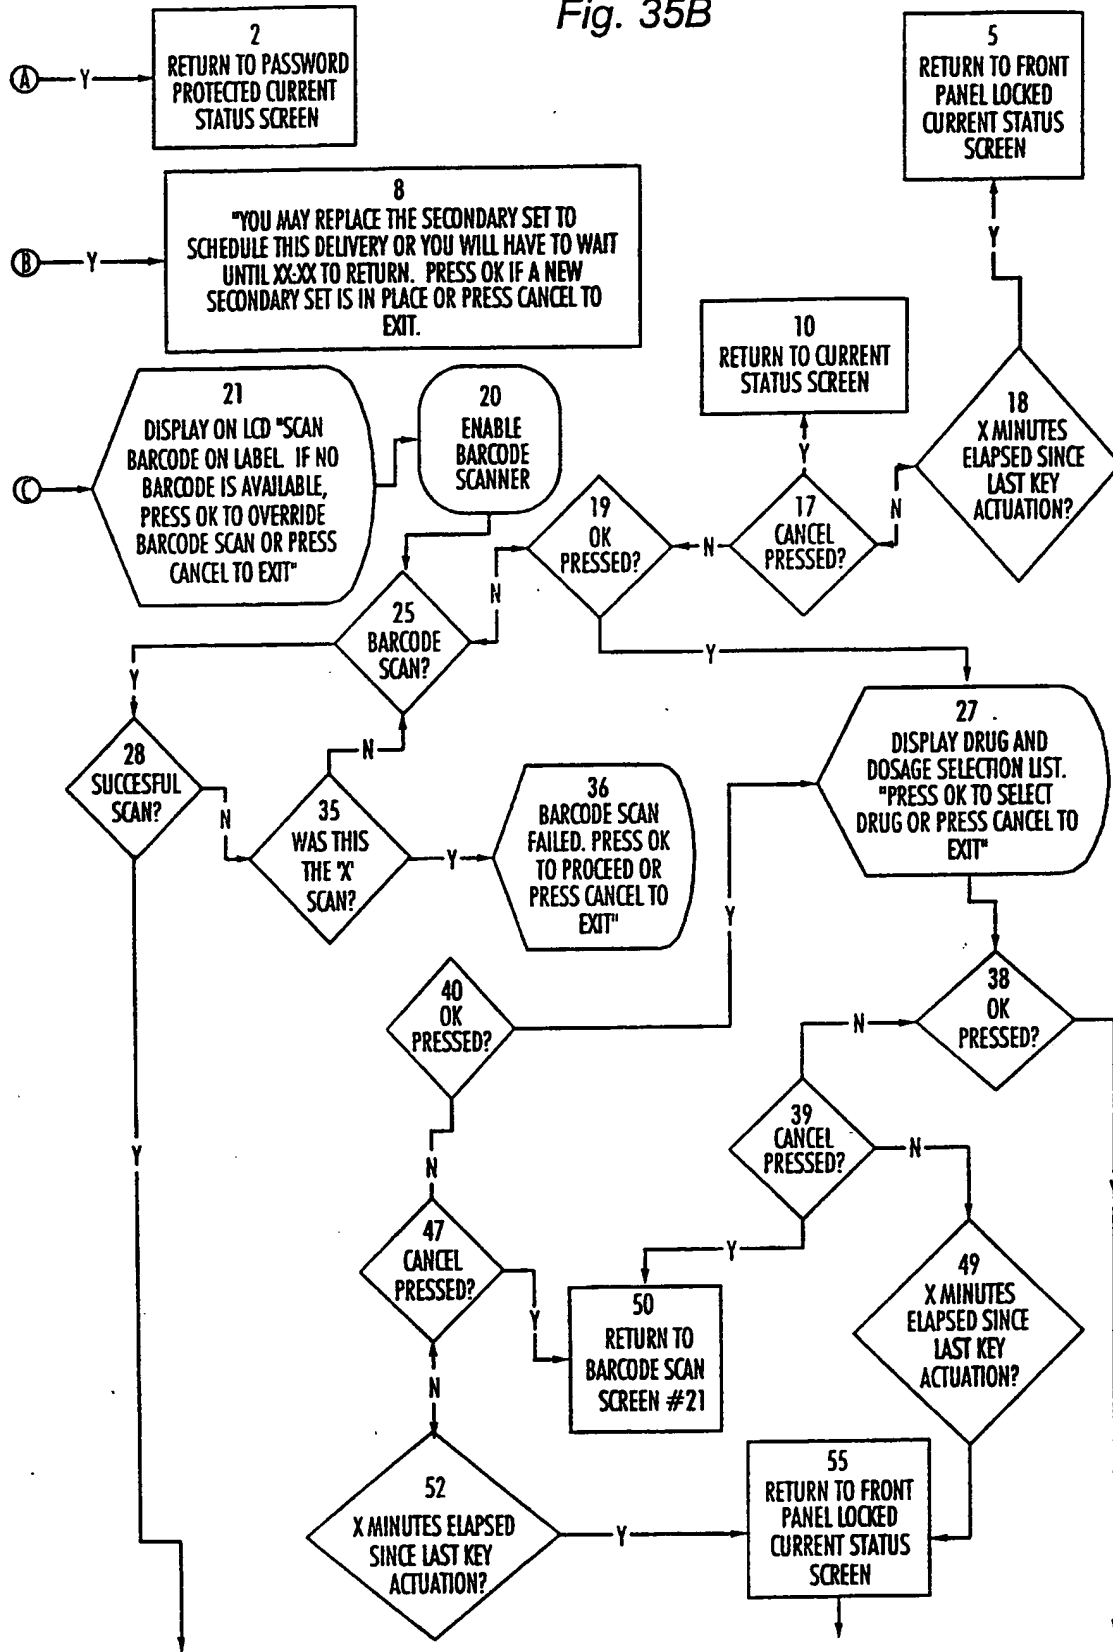 Fig. 35B
A
Y
2
RETURN TO PASSWORD
PROTECTED CURRENT
STATUS SCREEN
5
RETURN TO FRONT
PANEL LOCKED
CURRENT STATUS
SCREEN
Y
B
Y
8
"YOU MAY REPLACE THE SECONDARY SET TO
SCHEDULE THIS DELIVERY OR YOU WILL HAVE TO WAIT
UNTIL XX-XX TO RETURN. PRESS OK IF A NEW
SECONDARY SET IS IN PLACE OR PRESS CANCEL TO
EXIT.
10
RETURN TO CURRENT
STATUS SCREEN
Y
C
21
DISPLAY ON LCD "SCAN
BARCODE ON LABEL. IF NO
BARCODE IS AVAILABLE,
PRESS OK TO OVERRIDE
BARCODE SCAN OR PRESS
CANCEL TO EXIT"
20
ENABLE
BARCODE
SCANNER
19
OK
PRESSED?
N
17
CANCEL
PRESSED?
N
18
X MINUTES
ELAPSED SINCE
LAST KEY
ACTUATION?
N
25
BARCODE
SCAN?
Y
Y
28
SUCCESFUL
SCAN?
N
N
35
WAS THIS
THE 'X'
SCAN?
Y
36
BARCODE SCAN
FAILED. PRESS OK
TO PROCEED OR
PRESS CANCEL TO
EXIT"
27
DISPLAY DRUG AND
DOSAGE SELECTION LIST.
"PRESS OK TO SELECT
DRUG OR PRESS CANCEL TO
EXIT"
Y
40
OK
PRESSED?
38
OK
PRESSED?
N
39
CANCEL
PRESSED?
N
Y
Y
N
47
CANCEL
PRESSED?
Y
50
RETURN TO
BARCODE SCAN
SCREEN #21
49
X MINUTES
ELAPSED SINCE
LAST KEY
ACTUATION?
N
52
X MINUTES ELAPSED
SINCE LAST KEY
ACTUATION?
Y
55
RETURN TO FRONT
PANEL LOCKED
CURRENT STATUS
SCREEN